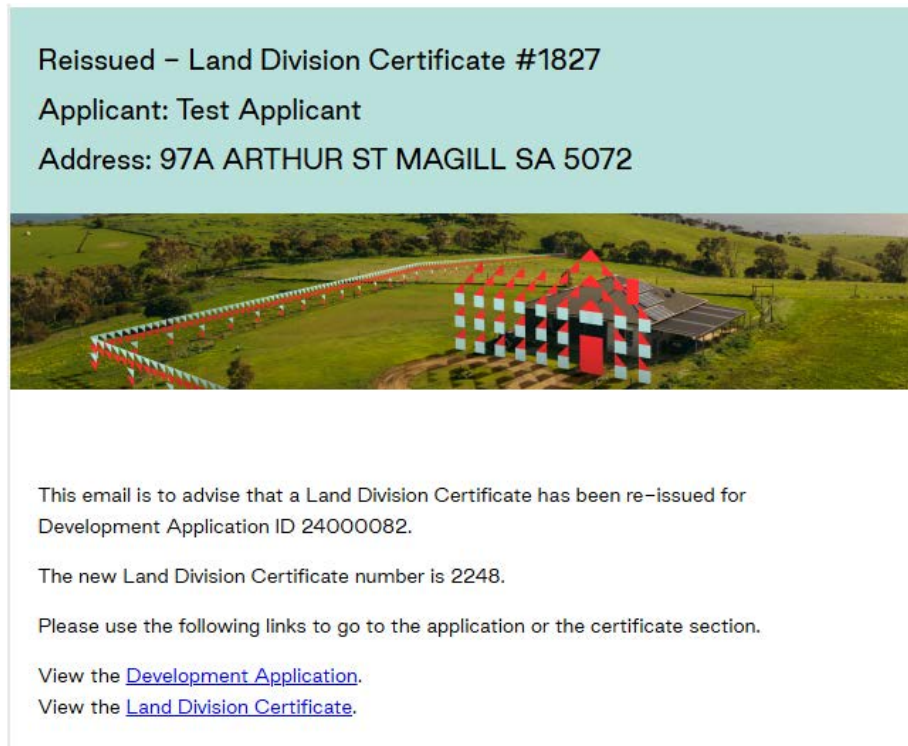 Reissued – Land Division Certificate #1827
Applicant: Test Applicant
Address: 97A ARTHUR ST MAGILL SA 5072
This email is to advise that a Land Division Certificate has been re-issued for
Development Application ID 24000082.
The new Land Division Certificate number is 2248.
Please use the following links to go to the application or the certificate section.
View the Development Application.
View the Land Division Certificate.